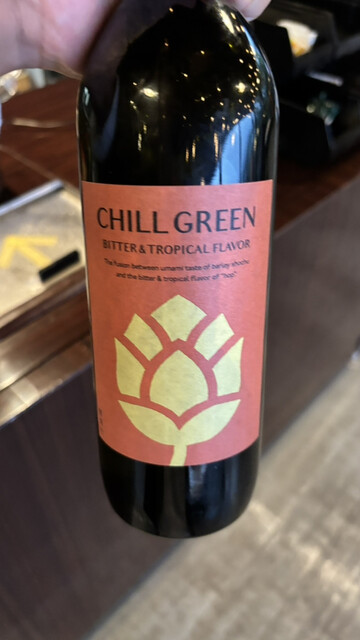 CHILL GREEN
BITTER & TROPICAL FLAVOR
The fusion between umami taste of barley shochu
and the bitter & tropical flavor of "hop"